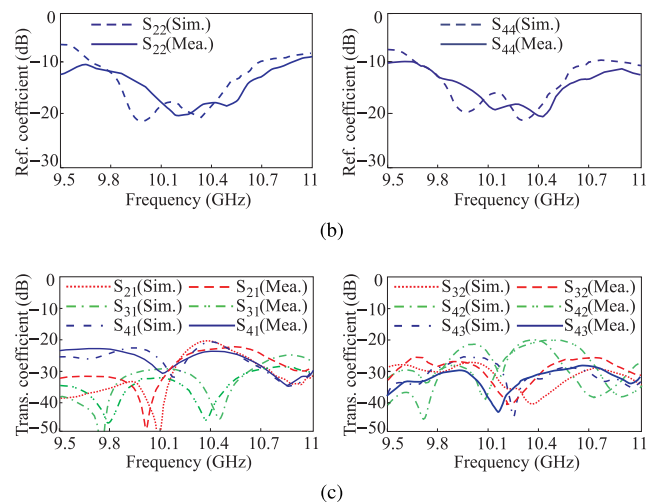 0
−10
−20
−30
Ref. coefficient (dB)
S22(Sim.)
S22(Mea.)
9.5 9.8 10.1 10.4 10.7 11
Frequency (GHz)
0
−10
−20
−30
Ref. coefficient (dB)
S44(Sim.)
S44(Mea.)
9.5 9.8 10.1 10.4 10.7 11
Frequency (GHz)
(b)
0
−10
−20
−30
−40
−50
Trans. coefficient (dB)
S21(Sim.) S21(Mea.)
S31(Sim.) S31(Mea.)
S41(Sim.) S41(Mea.)
9.5 9.8 10.1 10.4 10.7 11
Frequency (GHz)
0
−10
−20
−30
−40
−50
Trans. coefficient (dB)
S32(Sim.) S32(Mea.)
S42(Sim.) S42(Mea.)
S43(Sim.) S43(Mea.)
9.5 9.8 10.1 10.4 10.7 11
Frequency (GHz)
(c)